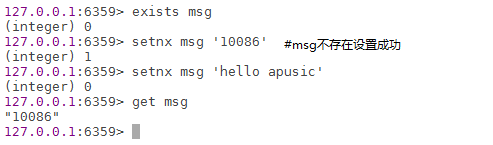 127.0.0.1:6359> exists msg
(integer) 0
127.0.0.1:6359> setnx msg '10086' #msg不存在设置成功
(integer) 1
127.0.0.1:6359> setnx msg 'hello apusic'
(integer) 0
127.0.0.1:6359> get msg
"10086"
127.0.0.1:6359>